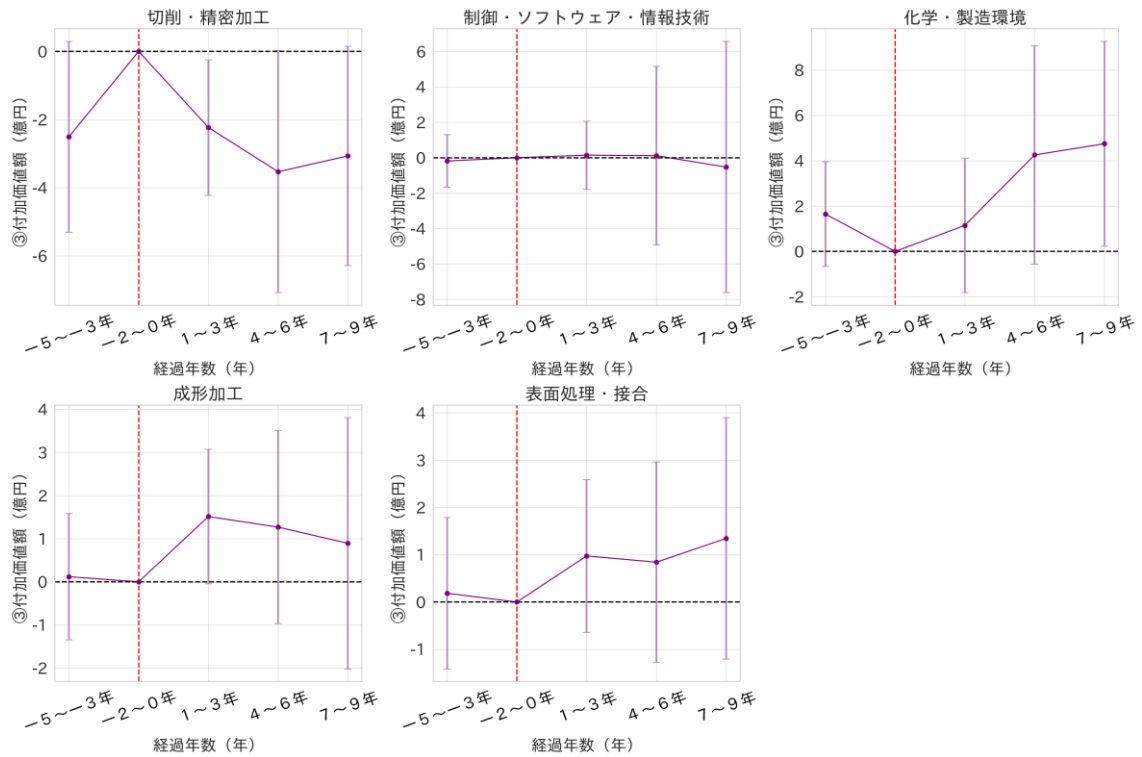 切削・精密加工
③付加価値額（億円）
0
-2
-4
-6
－5～－3年
－2～0年
1～3年
4～6年
7～9年
経過年数（年）
制御・ソフトウェア・情報技術
③付加価値額（億円）
6
4
2
0
-2
-4
-6
-8
－5～－3年
－2～0年
1～3年
4～6年
7～9年
経過年数（年）
化学・製造環境
③付加価値額（億円）
8
6
4
2
0
-2
－5～－3年
－2～0年
1～3年
4～6年
7～9年
経過年数（年）
成形加工
③付加価値額（億円）
4
3
2
1
0
-1
-2
－5～－3年
－2～0年
1～3年
4～6年
7～9年
経過年数（年）
表面処理・接合
③付加価値額（億円）
4
3
2
1
0
-1
－5～－3年
－2～0年
1～3年
4～6年
7～9年
経過年数（年）